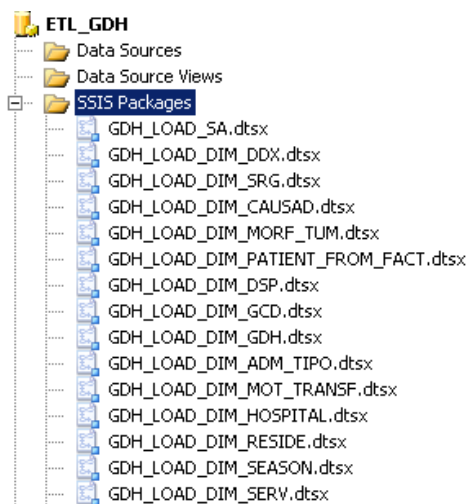 ETL_GDH
Data Sources
Data Source Views
SSIS Packages
GDH_LOAD_SA.dtsx
GDH_LOAD_DIM_DDX.dtsx
GDH_LOAD_DIM_SRG.dtsx
GDH_LOAD_DIM_CAUSAD.dtsx
GDH_LOAD_DIM_MORF_TUM.dtsx
GDH_LOAD_DIM_PATIENT_FROM_FACT.dtsx
GDH_LOAD_DIM_DSP.dtsx
GDH_LOAD_DIM_GCD.dtsx
GDH_LOAD_DIM_GDH.dtsx
GDH_LOAD_DIM_ADM_TIPO.dtsx
GDH_LOAD_DIM_MOT_TRANSF.dtsx
GDH_LOAD_DIM_HOSPITAL.dtsx
GDH_LOAD_DIM_RESIDE.dtsx
GDH_LOAD_DIM_SEASON.dtsx
GDH_LOAD_DIM_SERV.dtsx